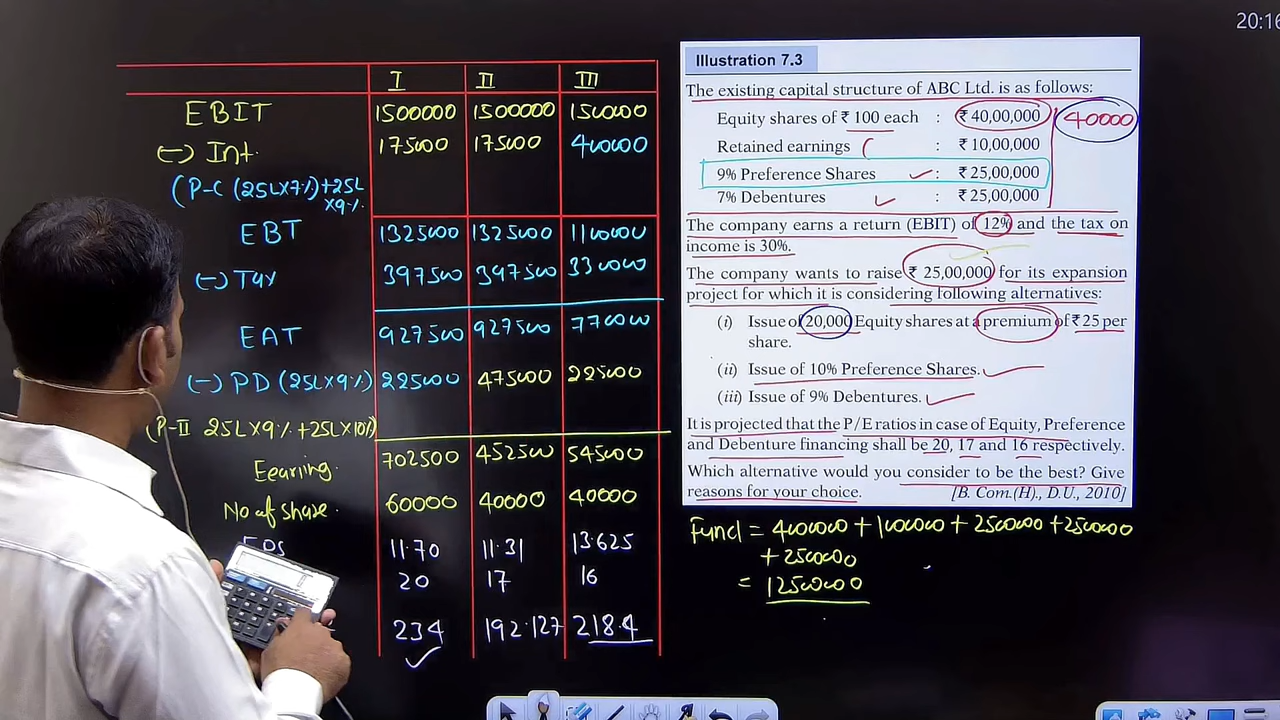 20:16
I II III
EBIT 1500000 1500000 1500000
(-) Int. 175000 175000 400000
(P-C (25L×7%)+25L
×9%
EBT 1325000 1325000 1100000
(-) Tax 397500 397500 330000
EAT 927500 927500 770000
(-) PD (25L×9%) 225000 475000 225000
(P-II 25L×9%+25L×10%)
Eearning. 702500 452500 545000
No of share. 60000 40000 40000
EPS 11.70 11.31 13.625
20 17 16
234 192.127 218.4
Illustration 7.3
The existing capital structure of ABC Ltd. is as follows:
Equity shares of ₹ 100 each : ₹ 40,00,000 40000
Retained earnings : ₹ 10,00,000
9% Preference Shares : ₹ 25,00,000
7% Debentures : ₹ 25,00,000
The company earns a return (EBIT) of 12% and the tax on
income is 30%.
The company wants to raise ₹ 25,00,000 for its expansion
project for which it is considering following alternatives:
(i) Issue of 20,000 Equity shares at a premium of ₹ 25 per
share.
(ii) Issue of 10% Preference Shares.
(iii) Issue of 9% Debentures.
It is projected that the P/E ratios in case of Equity, Preference
and Debenture financing shall be 20, 17 and 16 respectively.
Which alternative would you consider to be the best? Give
reasons for your choice. [B. Com.(H)., D.U., 2010]
Fund = 4000000 + 1000000 + 2500000 + 2500000
+ 2500000
= 12500000